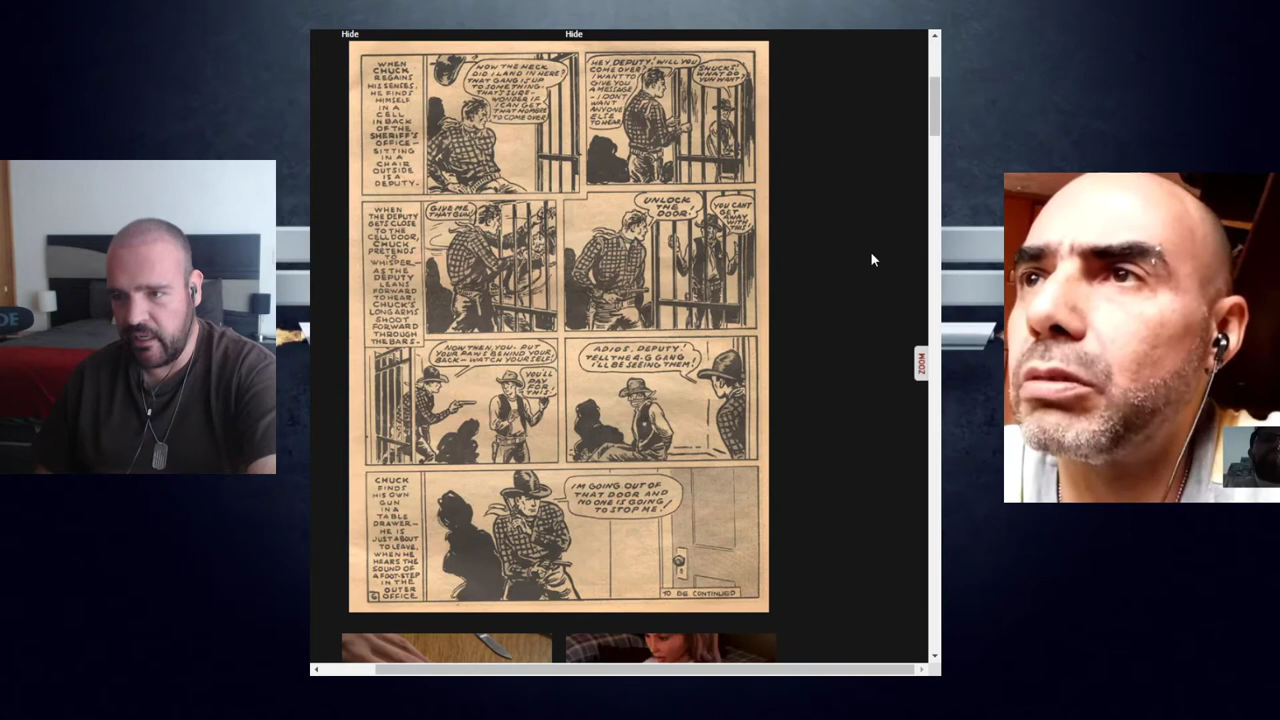 Hide
Hide
WHEN
CHUCK
REGAINS
HIS SENSES,
HE FINDS
HIMSELF
IN A
CELL
IN BACK
OF THE
SHERIFF'S
OFFICE—
SITTING
IN A
CHAIR
OUTSIDE
IS A
DEPUTY.
HOW THE HECK
DID I LAND IN HERE?
THAT GANG IS UP
TO SOMETHING-
THAT'S SURE-
WONDER IF
I CAN GET
THAT HOMBRE
TO COME OVER
HEY, DEPUTY! WILL YOU
COME OVER?
I WANT TO
GIVE YOU
A MESSAGE
- I DON'T
WANT
ANYONE
ELSE
TO HEAR
SHUCKS!
WHAT DO
YUH WANT?
WHEN
THE DEPUTY
GETS CLOSE
TO THE
CELL DOOR,
CHUCK
PRETENDS
TO
WHISPER—
AS THE
DEPUTY
LEANS
FORWARD
TO HEAR,
CHUCK'S
LONG ARMS
SHOOT
FORWARD
THROUGH
THE BARS-
GIVE ME
THAT GUN!
UNLOCK
THE
DOOR!
YOU CAN'T
GET
AWAY
WITH
THIS!
NOW THEN, YOU PUT
YOUR PAWS BEHIND YOUR
BACK— WATCH YOURSELF!
YOU'LL
PAY
FOR
THIS!
ADIOS, DEPUTY!
TELL THE A-G GANG
I'LL BE SEEING THEM!
CHUCK
FINDS
HIS OWN
GUN
IN A
TABLE
DRAWER—
HE IS
JUST ABOUT
TO LEAVE,
WHEN HE
HEARS THE
SOUND OF
A FOOT-STEP
IN THE
OUTER
OFFICE
I'M GOING OUT OF
THAT DOOR AND
NO ONE IS GOING
TO STOP ME!
TO BE CONTINUED
ZOOM
DE